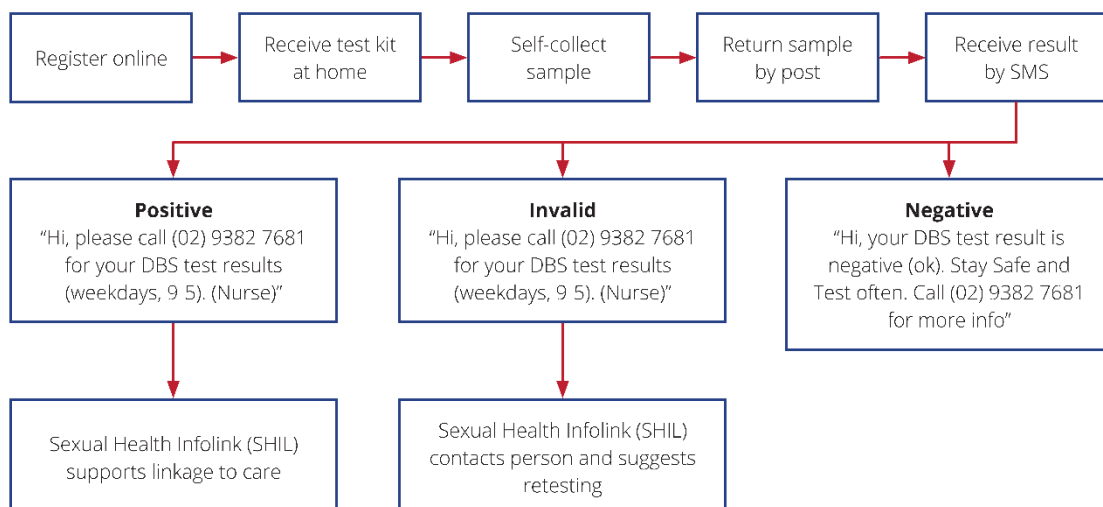 Register online
Receive test kit
at home
Self-collect
sample
Return sample
by post
Receive result
by SMS
Positive
“Hi, please call (02) 9382 7681
for your DBS test results
(weekdays, 9 5). (Nurse)”
Invalid
“Hi, please call (02) 9382 7681
for your DBS test results
(weekdays, 9 5). (Nurse)”
Negative
“Hi, your DBS test result is
negative (ok). Stay Safe and
Test often. Call (02) 9382 7681
for more info”
Sexual Health Infolink (SHIL)
supports linkage to care
Sexual Health Infolink (SHIL)
contacts person and suggests
retesting